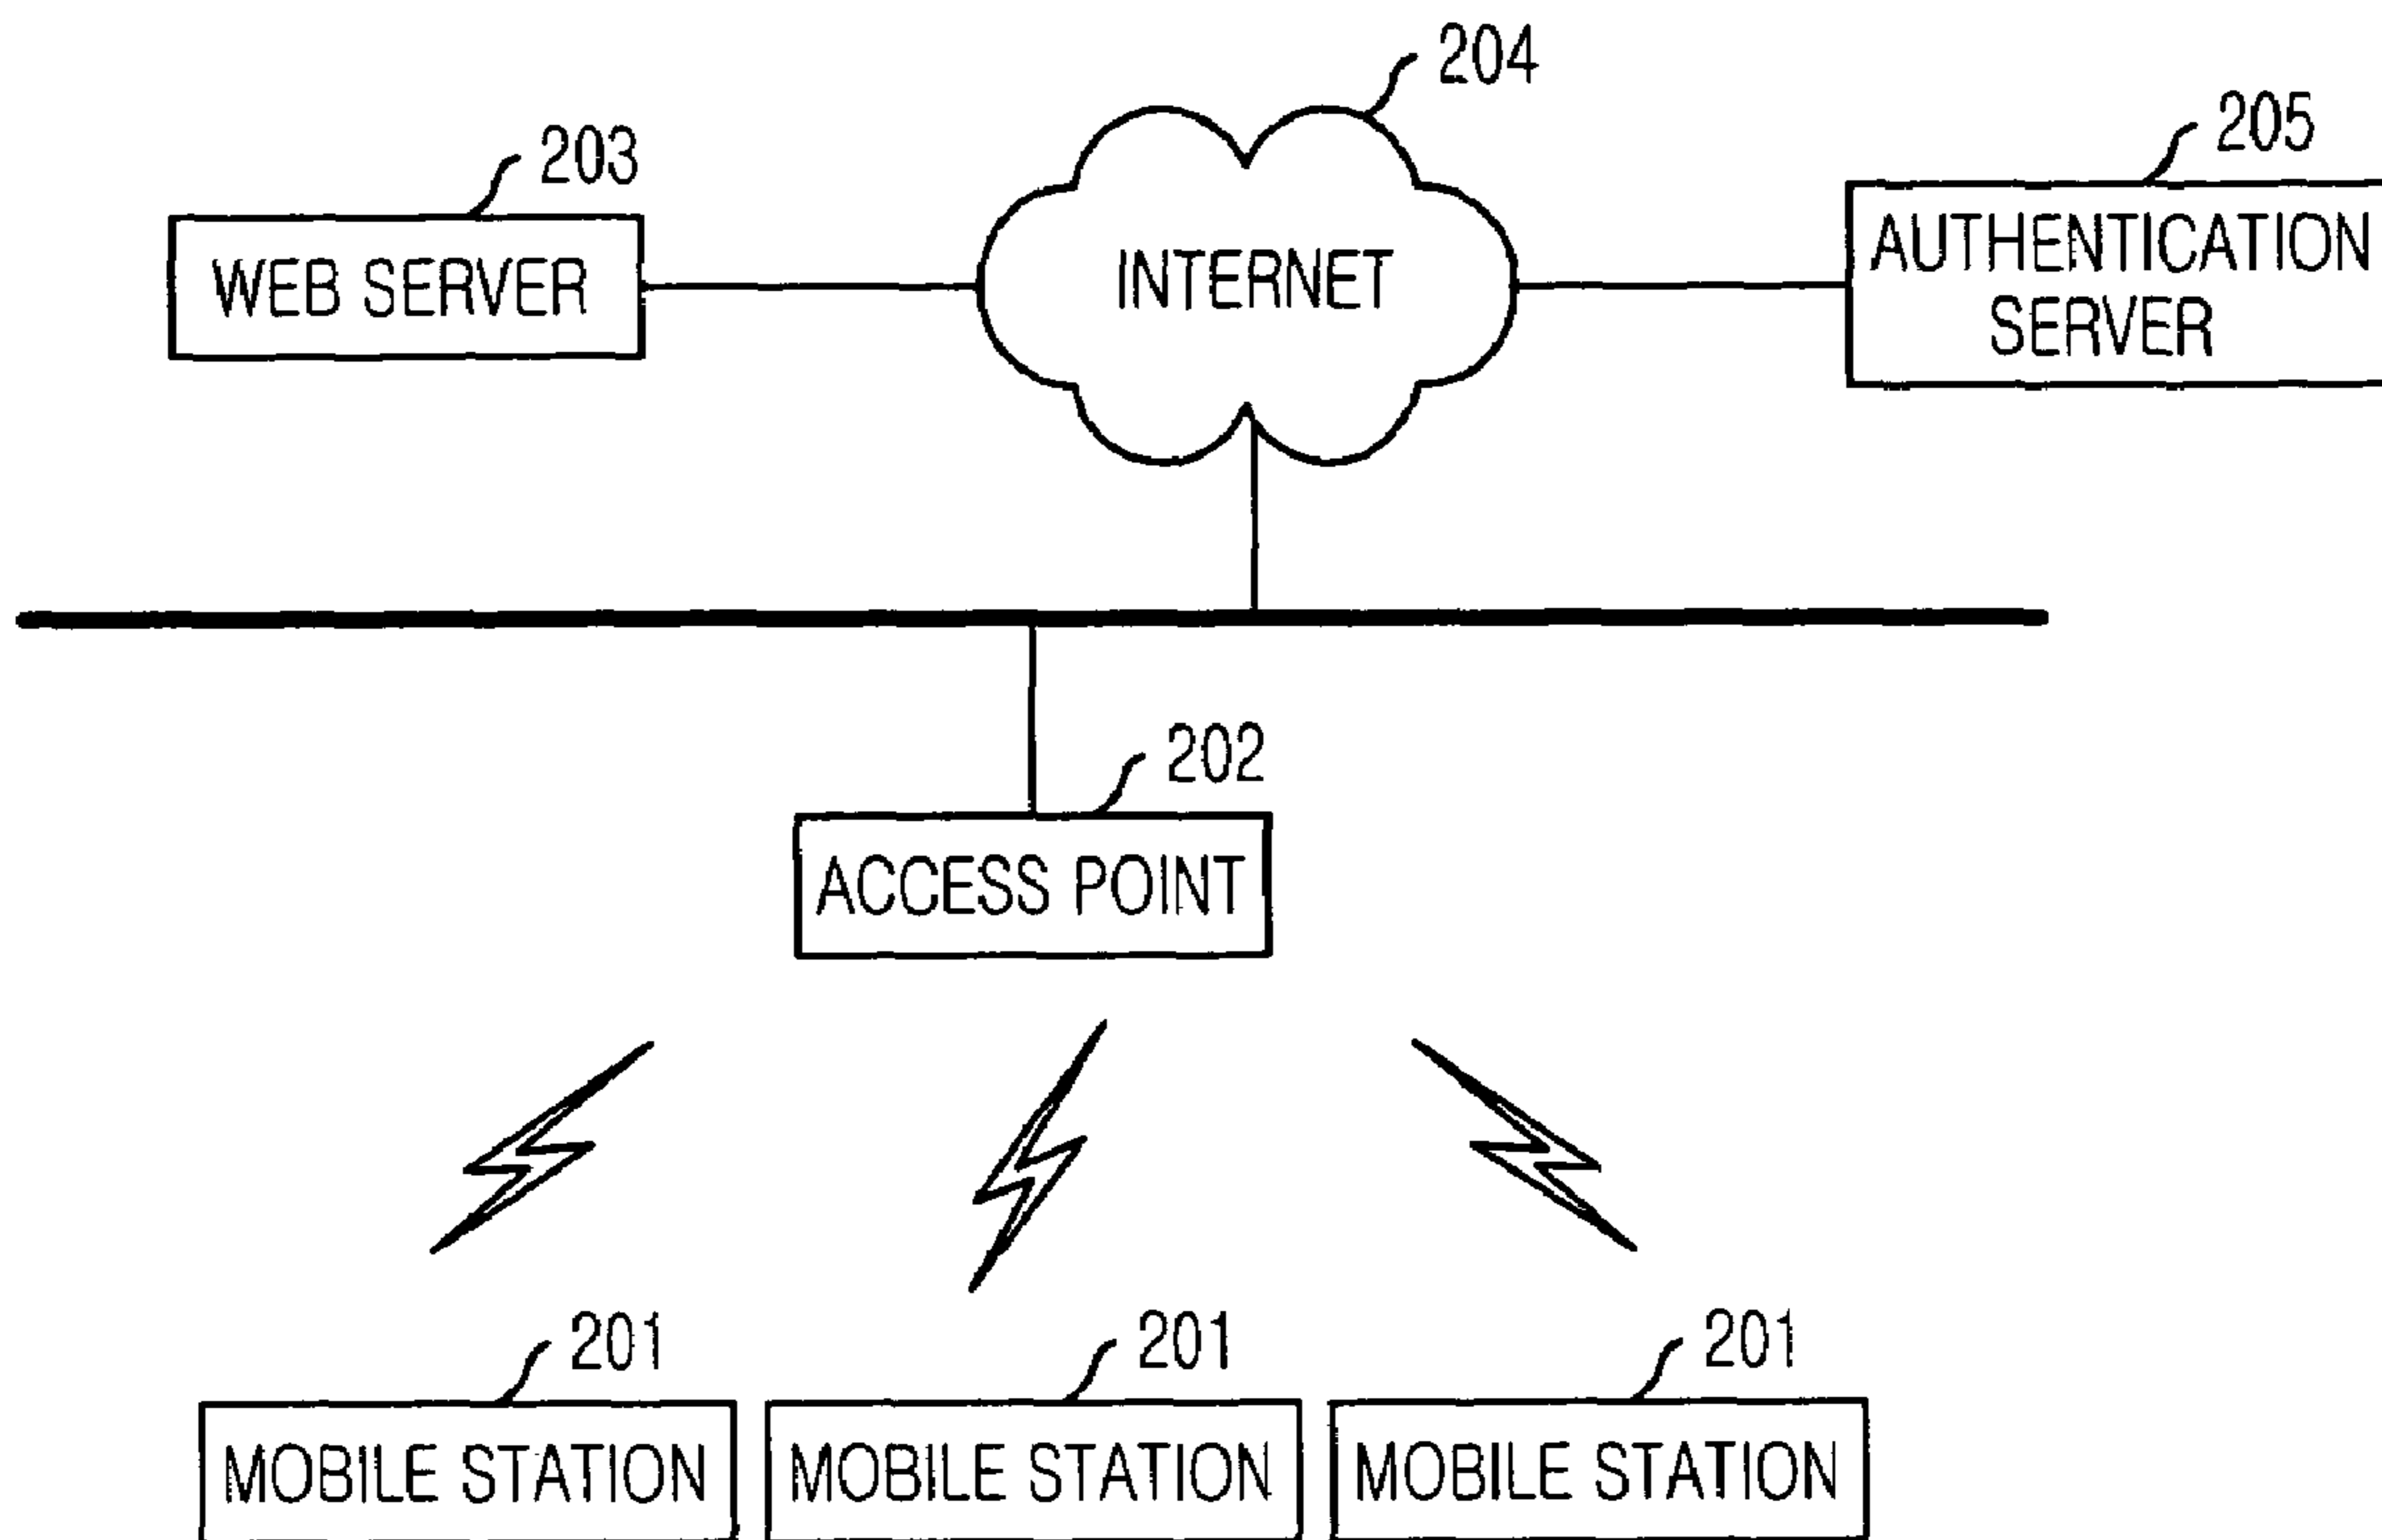 204
203
205
WEB SERVER
INTERNET
AUTHENTICATION
SERVER
202
ACCESS POINT
201
201
201
MOBILE STATION
MOBILE STATION
MOBILE STATION